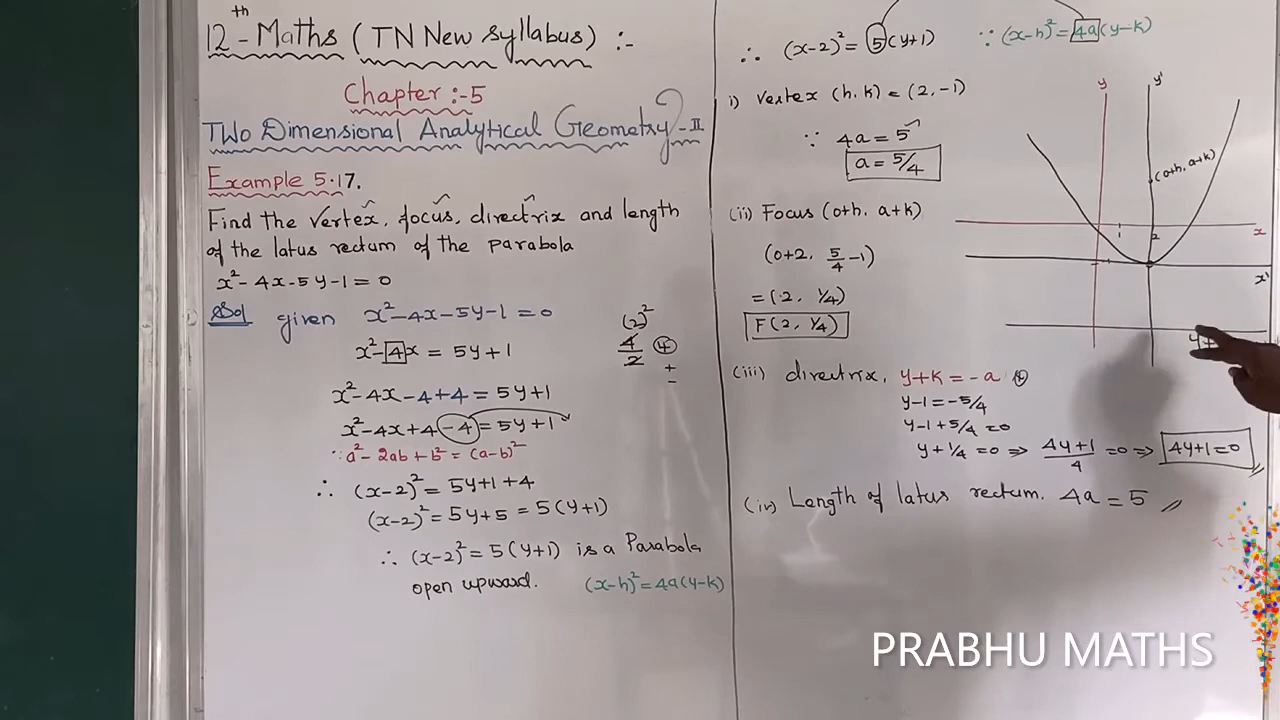 12th - Maths (TN New Syllabus) :-
Chapter :-5
Two Dimensional Analytical Geometry - II
Example 5.17.
Find the vertex, focus, directrix and length
of the latus rectum of the parabola
x² - 4x - 5y - 1 = 0
Sol given x² - 4x - 5y - 1 = 0
x² - 4x = 5y + 1
(2)²
4/2 4
+
-
x² - 4x - 4 + 4 = 5y + 1
x² - 4x + 4 - 4 = 5y + 1
∵ a² - 2ab + b² = (a-b)²
∴ (x-2)² = 5y + 1 + 4
(x-2)² = 5y + 5 = 5(y+1)
∴ (x-2)² = 5(y+1) is a Parabola
open upward. (x-h)² = 4a(y-k)
∴ (x-2)² = 5(y+1) ∵ (x-h)² = 4a(y-k)
i) Vertex (h, k) = (2, -1)
∵ 4a = 5
a = 5/4
(ii) Focus (0+h, a+k)
(0+2, 5/4 - 1)
= (2, 1/4)
F(2, 1/4)
(iii) directrix, y+k = -a
y - 1 = -5/4
y - 1 + 5/4 = 0
y + 1/4 = 0 ⇒ 4y+1/4 = 0 ⇒ 4y+1=0
(iv) Length of latus rectum. 4a = 5 //
y y'
(0+h, a+k)
x
1 2
x'
PRABHU MATHS